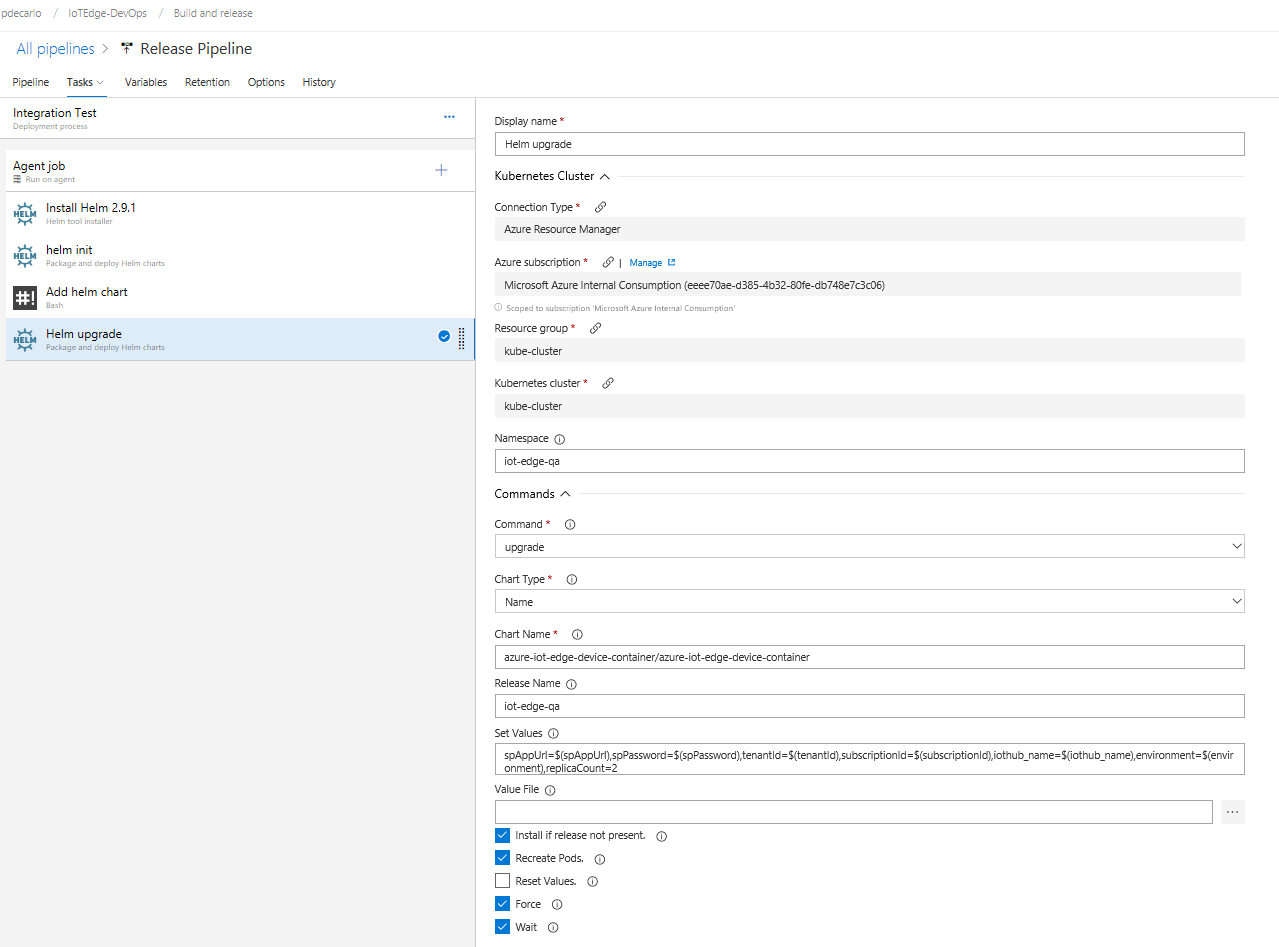 pdecarlo / IoTEdge-DevOps / Build and release
All pipelines > Release Pipeline
Pipeline Tasks Variables Retention Options History
Integration Test
Deployment process
Agent job
Run on agent
HELM Install Helm 2.9.1
Helm tool installer
HELM helm init
Package and deploy Helm charts
#! Add helm chart
Bash
HELM Helm upgrade
Package and deploy Helm charts
Display name *
Helm upgrade
Kubernetes Cluster
Connection Type *
Azure Resource Manager
Azure subscription * | Manage
Microsoft Azure Internal Consumption (eeee70ae-d385-4b32-80fe-db748e7c3c06)
Scoped to subscription 'Microsoft Azure Internal Consumption'
Resource group *
kube-cluster
Kubernetes cluster *
kube-cluster
Namespace
iot-edge-qa
Commands
Command *
upgrade
Chart Type *
Name
Chart Name *
azure-iot-edge-device-container/azure-iot-edge-device-container
Release Name
iot-edge-qa
Set Values
spAppUrl=$(spAppUrl),spPassword=$(spPassword),tenantId=$(tenantId),subscriptionId=$(subscriptionId),iothub_name=$(iothub_name),environment=$(envir
onment),replicaCount=2
Value File
...
Install if release not present.
Recreate Pods.
Reset Values.
Force
Wait